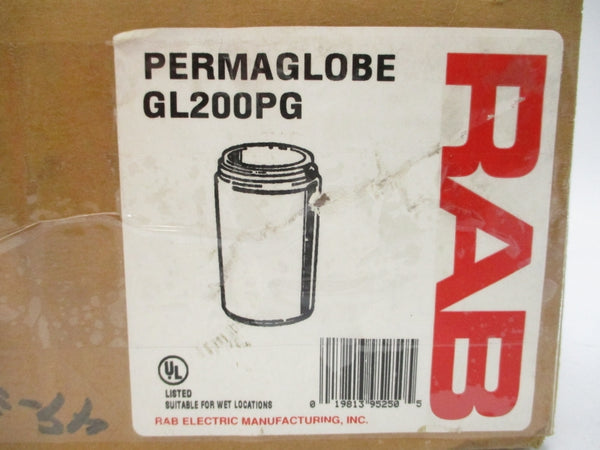 PERMAGLOBE
GL200PG
RAB
UL
LISTED
SUITABLE FOR WET LOCATIONS
0 19813 95250 5
RAB ELECTRIC MANUFACTURING, INC.